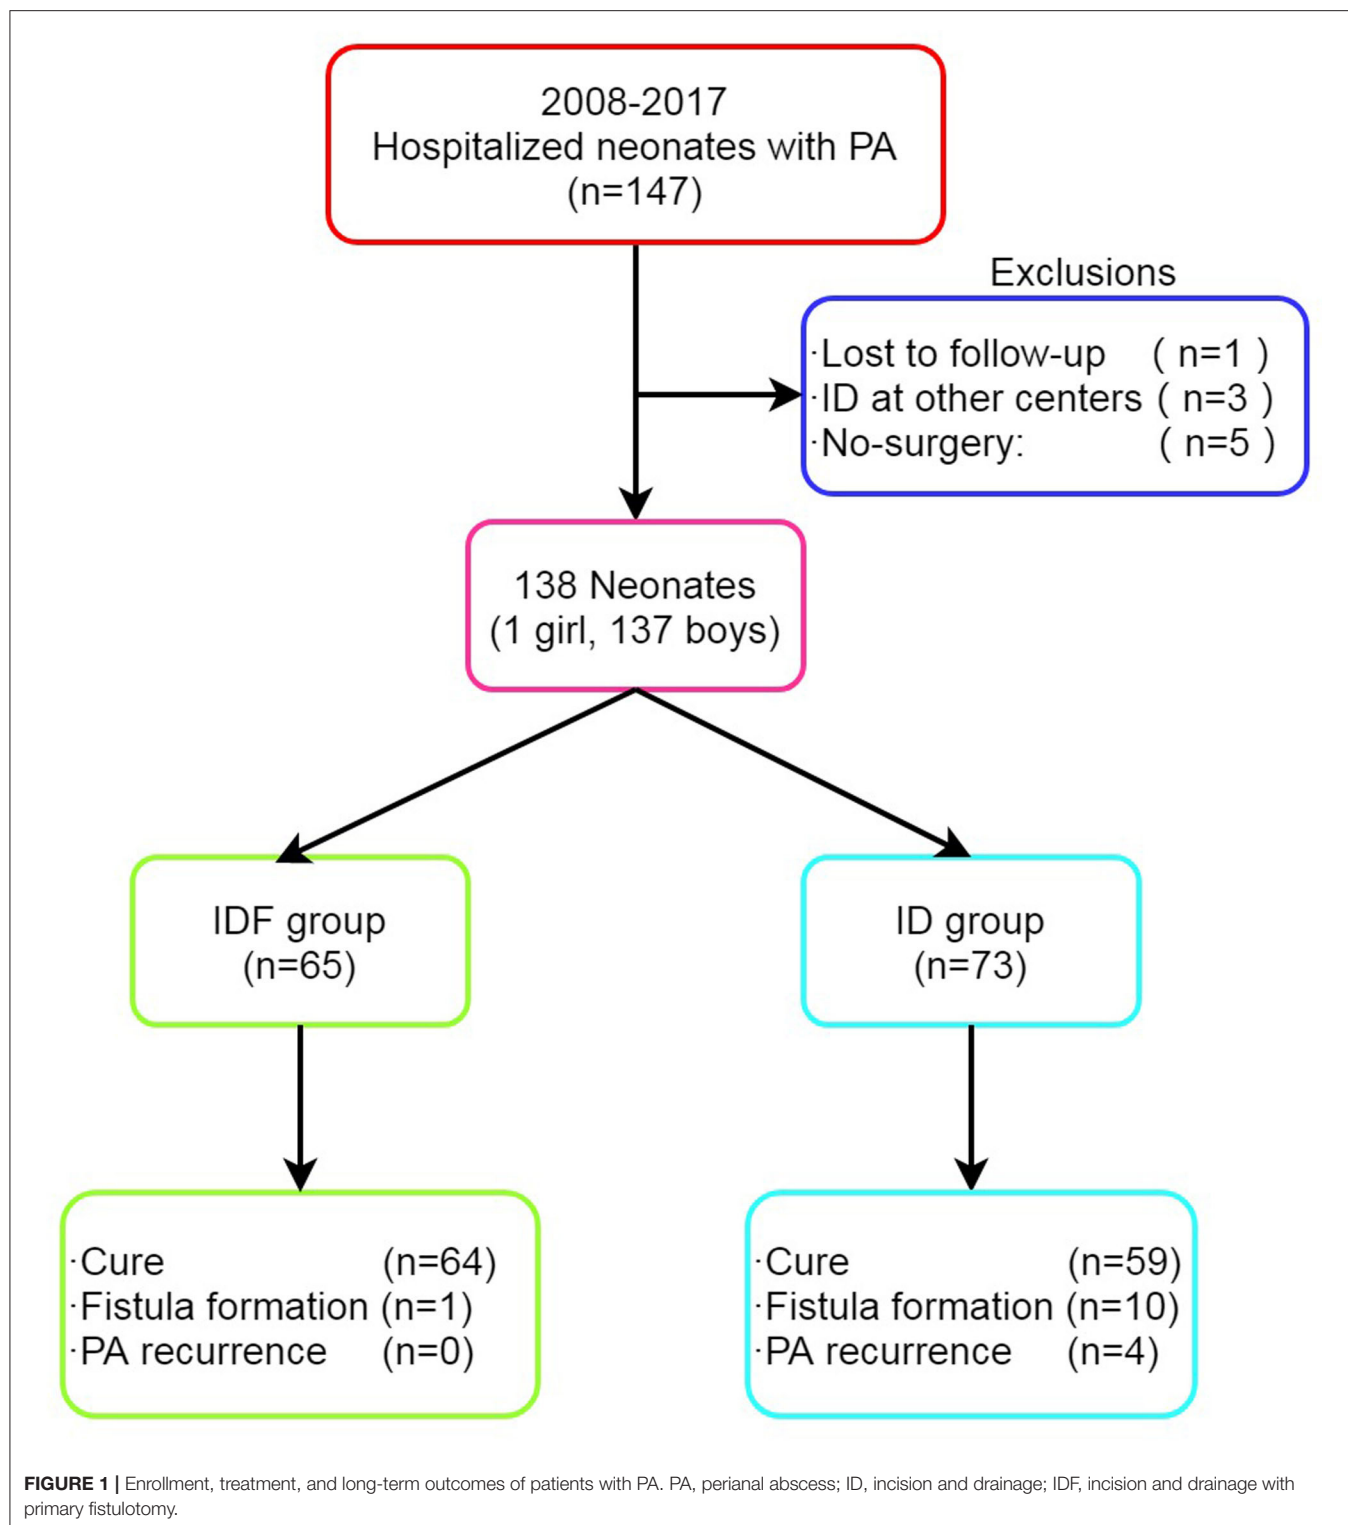 2008-2017
Hospitalized neonates with PA
(n=147)
Exclusions
·Lost to follow-up ( n=1 )
·ID at other centers ( n=3 )
·No-surgery: ( n=5 )
138 Neonates
(1 girl, 137 boys)
IDF group
(n=65)
ID group
(n=73)
·Cure (n=64)
·Fistula formation (n=1)
·PA recurrence (n=0)
·Cure (n=59)
·Fistula formation (n=10)
·PA recurrence (n=4)
FIGURE 1 | Enrollment, treatment, and long-term outcomes of patients with PA. PA, perianal abscess; ID, incision and drainage; IDF, incision and drainage with
primary fistulotomy.